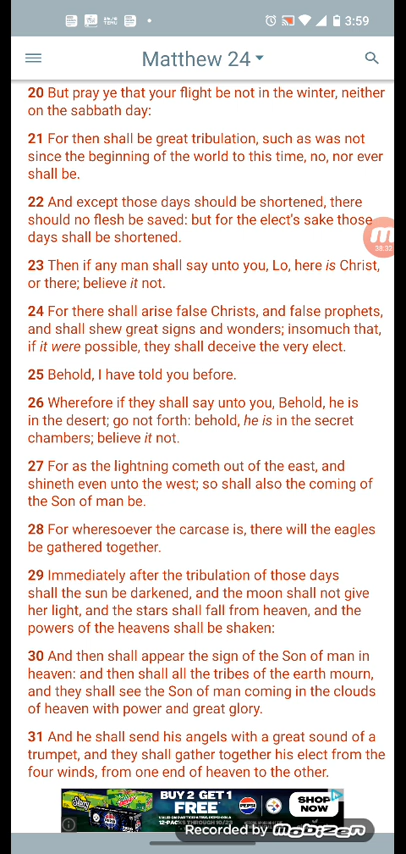 3:59
Matthew 24
20 But pray ye that your flight be not in the winter, neither
on the sabbath day:
21 For then shall be great tribulation, such as was not
since the beginning of the world to this time, no, nor ever
shall be.
22 And except those days should be shortened, there
should no flesh be saved: but for the elect's sake those
days shall be shortened.
23 Then if any man shall say unto you, Lo, here is Christ,
or there; believe it not.
24 For there shall arise false Christs, and false prophets,
and shall shew great signs and wonders; insomuch that,
if it were possible, they shall deceive the very elect.
25 Behold, I have told you before.
26 Wherefore if they shall say unto you, Behold, he is
in the desert; go not forth: behold, he is in the secret
chambers; believe it not.
27 For as the lightning cometh out of the east, and
shineth even unto the west; so shall also the coming of
the Son of man be.
28 For wheresoever the carcase is, there will the eagles
be gathered together.
29 Immediately after the tribulation of those days
shall the sun be darkened, and the moon shall not give
her light, and the stars shall fall from heaven, and the
powers of the heavens shall be shaken:
30 And then shall appear the sign of the Son of man in
heaven: and then shall all the tribes of the earth mourn,
and they shall see the Son of man coming in the clouds
of heaven with power and great glory.
31 And he shall send his angels with a great sound of a
trumpet, and they shall gather together his elect from the
four winds, from one end of heaven to the other.
BUY 2 GET 1
FREE
12-PACKS
pepsi
SHOP
NOW
Recorded by mobizen